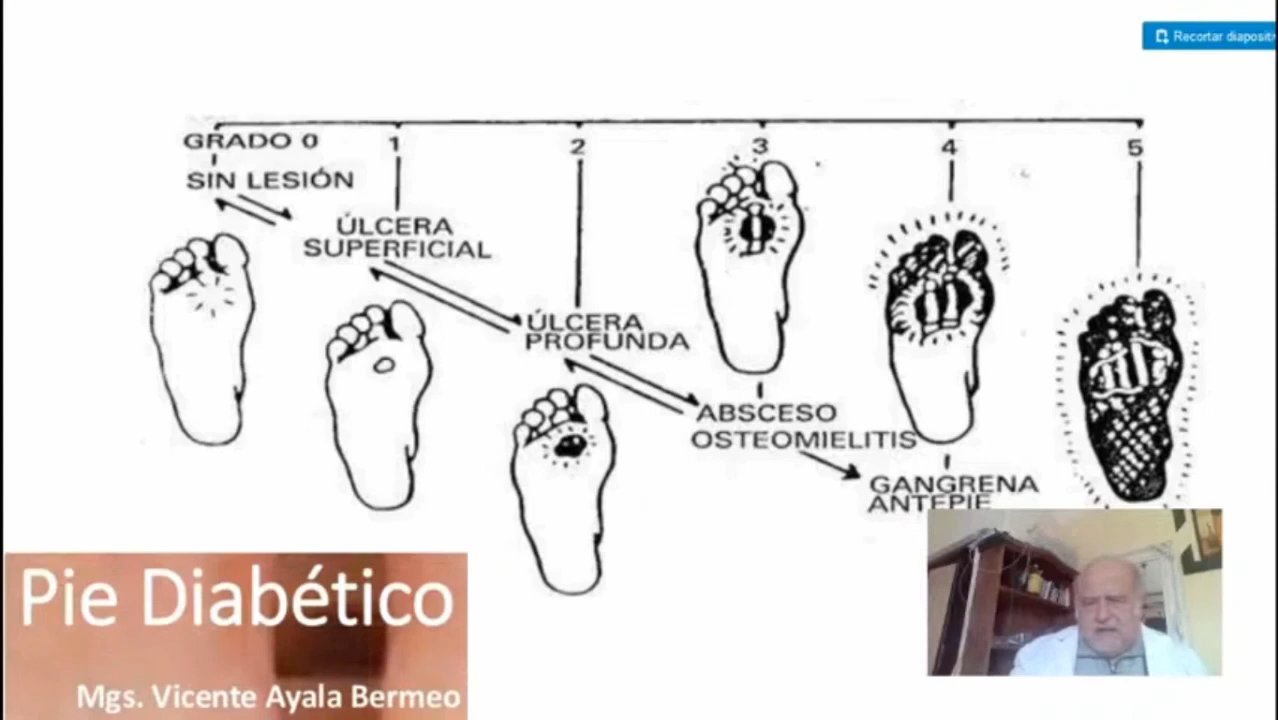 Recortar diapositi
GRADO 0
1
2
3
4
5
SIN LESIÓN
ÚLCERA
SUPERFICIAL
ÚLCERA
PROFUNDA
ABSCESO
OSTEOMIELITIS
GANGRENA
ANTEPIE
Pie Diabético
Mgs. Vicente Ayala Bermeo